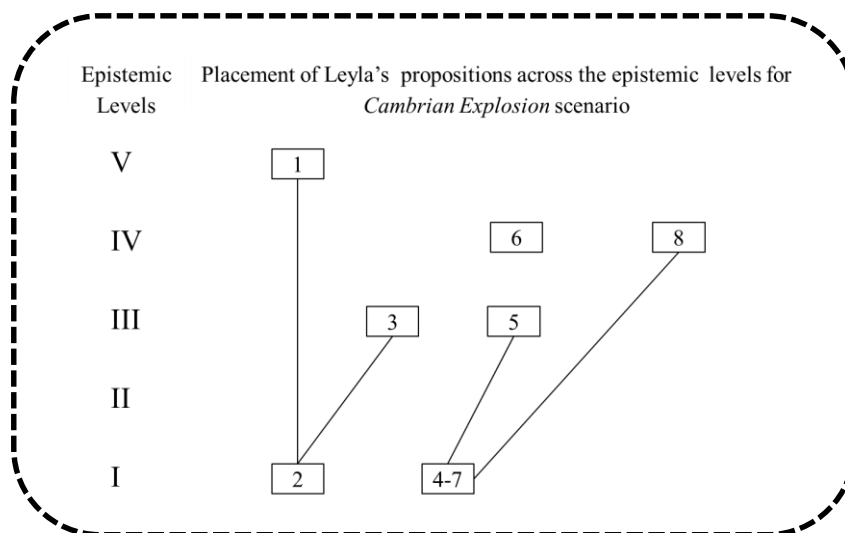 Epistemic Levels
Placement of Leyla's propositions across the epistemic levels for
Cambrian Explosion scenario
V
1
IV
6
8
III
3
5
II
I
2
4-7